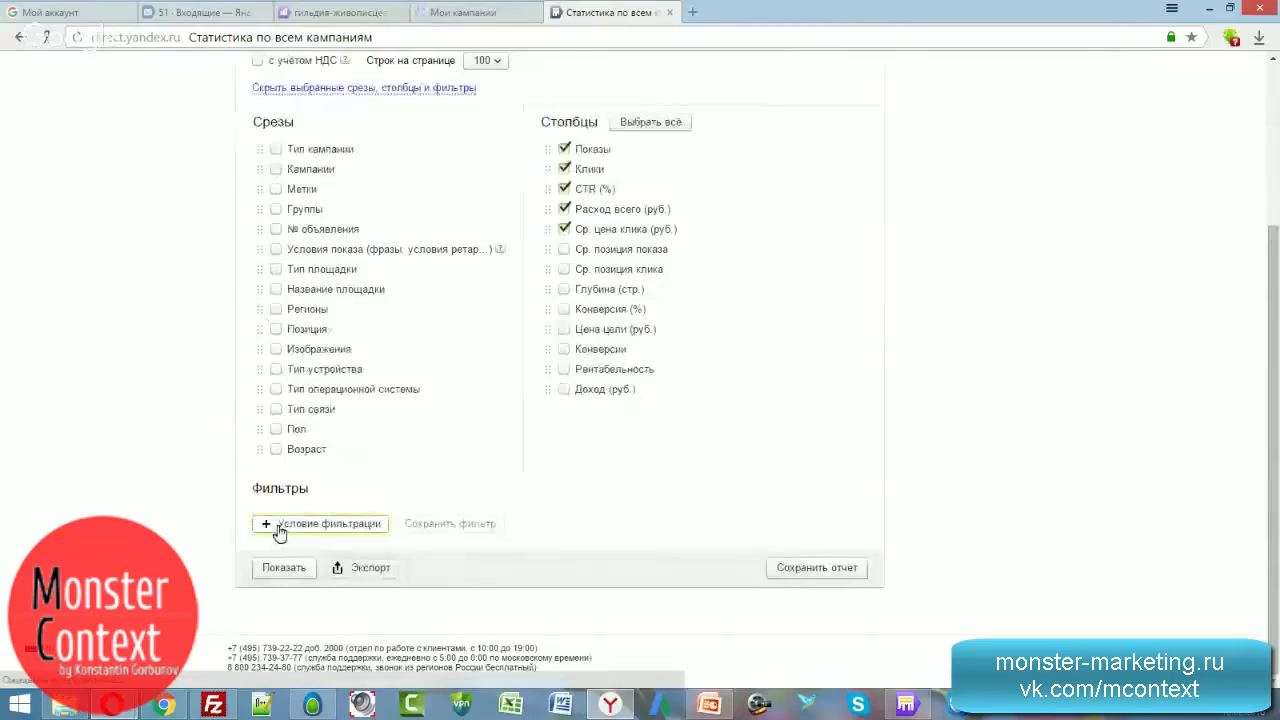 Мой аккаунт
51 · Входящие — Янд
гильдия-живописцев
Мои кампании
Статистика по всем к
direct.yandex.ru Статистика по всем кампаниям
с учётом НДС
Строк на странице
100
Скрыть выбранные срезы, столбцы и фильтры
Срезы
Тип кампании
Кампании
Метки
Группы
№ объявления
Условия показа (фразы, условия ретар...)
Тип площадки
Название площадки
Регионы
Позиция
Изображения
Тип устройства
Тип операционной системы
Тип связи
Пол
Возраст
Столбцы
Выбрать всё
Показы
Клики
CTR (%)
Расход всего (руб.)
Ср. цена клика (руб.)
Ср. позиция показа
Ср. позиция клика
Глубина (стр.)
Конверсия (%)
Цена цели (руб.)
Конверсии
Рентабельность
Доход (руб.)
Фильтры
+ Условие фильтрации
Сохранить фильтр
Показать
Экспорт
Сохранить отчет
+7 (495) 739-22-22 доб. 2000 (отдел по работе с клиентами, с 10:00 до 19:00)
+7 (495) 739-37-77 (служба поддержки, ежедневно с 5:00 до 0:00 по московскому времени)
8 800 234-24-80 (служба поддержки, звонок из регионов России бесплатный)
Monster
Context
by Konstantin Gorbunov
monster-marketing.ru
vk.com/mcontext